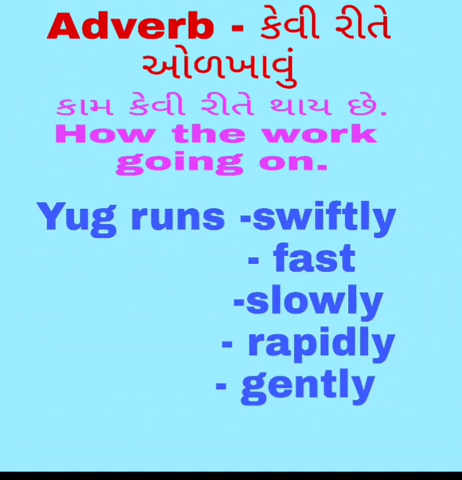 Adverb - કેવી રીતે
ઓળખાવું
કામ કેવી રીતે થાય છે.
How the work
going on.
Yug runs -swiftly
- fast
-slowly
- rapidly
- gently